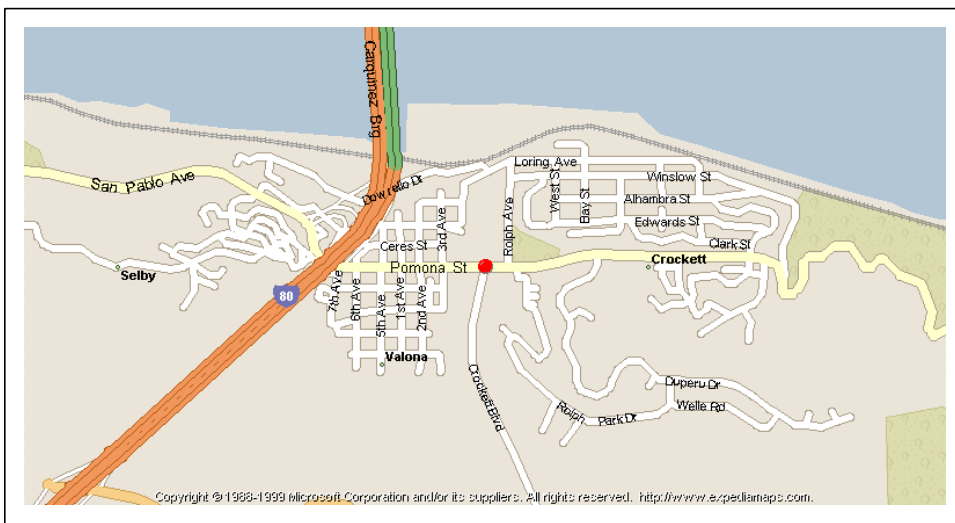 Carquinez Brg
Loring Ave
Winslow St
San Pablo Ave
Dowrelio Dr
West St
Bay St
Alhambra St
3rd Ave
Rolph Ave
Edwards St
Ceres St
Clark St
Selby
Pomona St
Crockett
80
7th Ave
6th Ave
5th Ave
1st Ave
2nd Ave
Valona
Crockett Blvd
Duperu Dr
Rolph Park Dr
Welle Rd
Copyright © 1988-1999 Microsoft Corporation and/or its suppliers. All rights reserved. http://www.expediamaps.com.